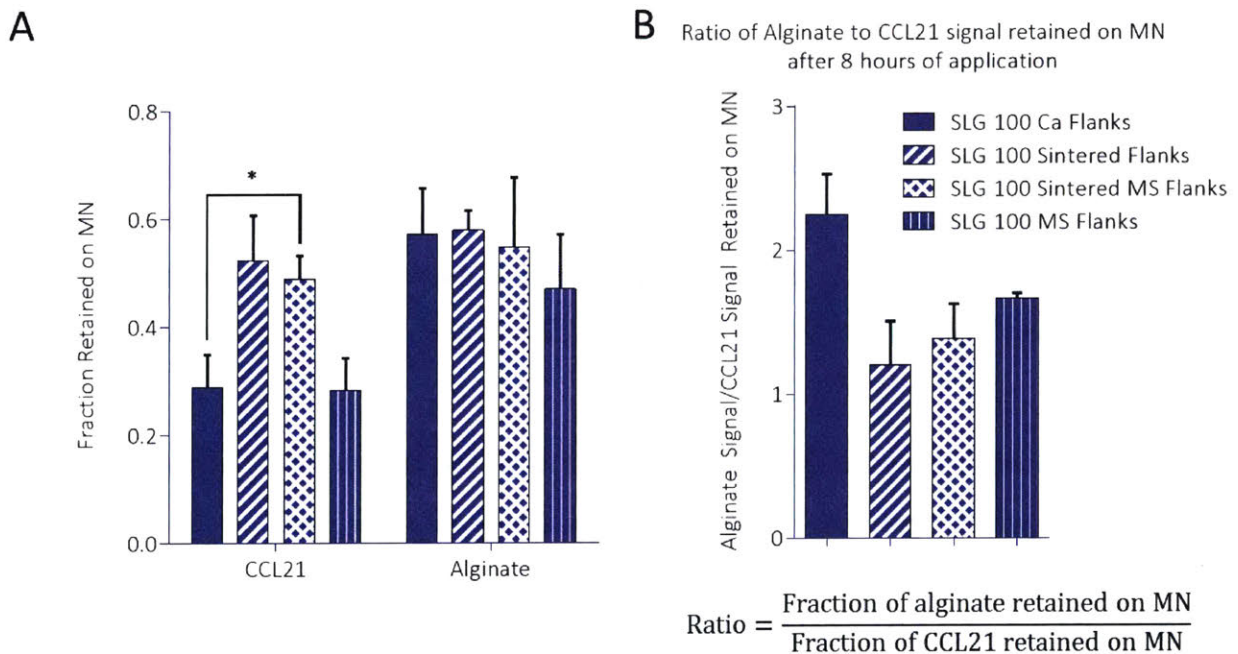 A
0.8
0.6
0.4
0.2
0.0
Fraction Retained on MN
*
CCL21
Alginate
B
Ratio of Alginate to CCL21 signal retained on MN
after 8 hours of application
3
2
1
0
Alginate Signal/CCL21 Signal Retained on MN
SLG 100 Ca Flanks
SLG 100 Sintered Flanks
SLG 100 Sintered MS Flanks
SLG 100 MS Flanks
Ratio = Fraction of alginate retained on MN
Fraction of CCL21 retained on MN